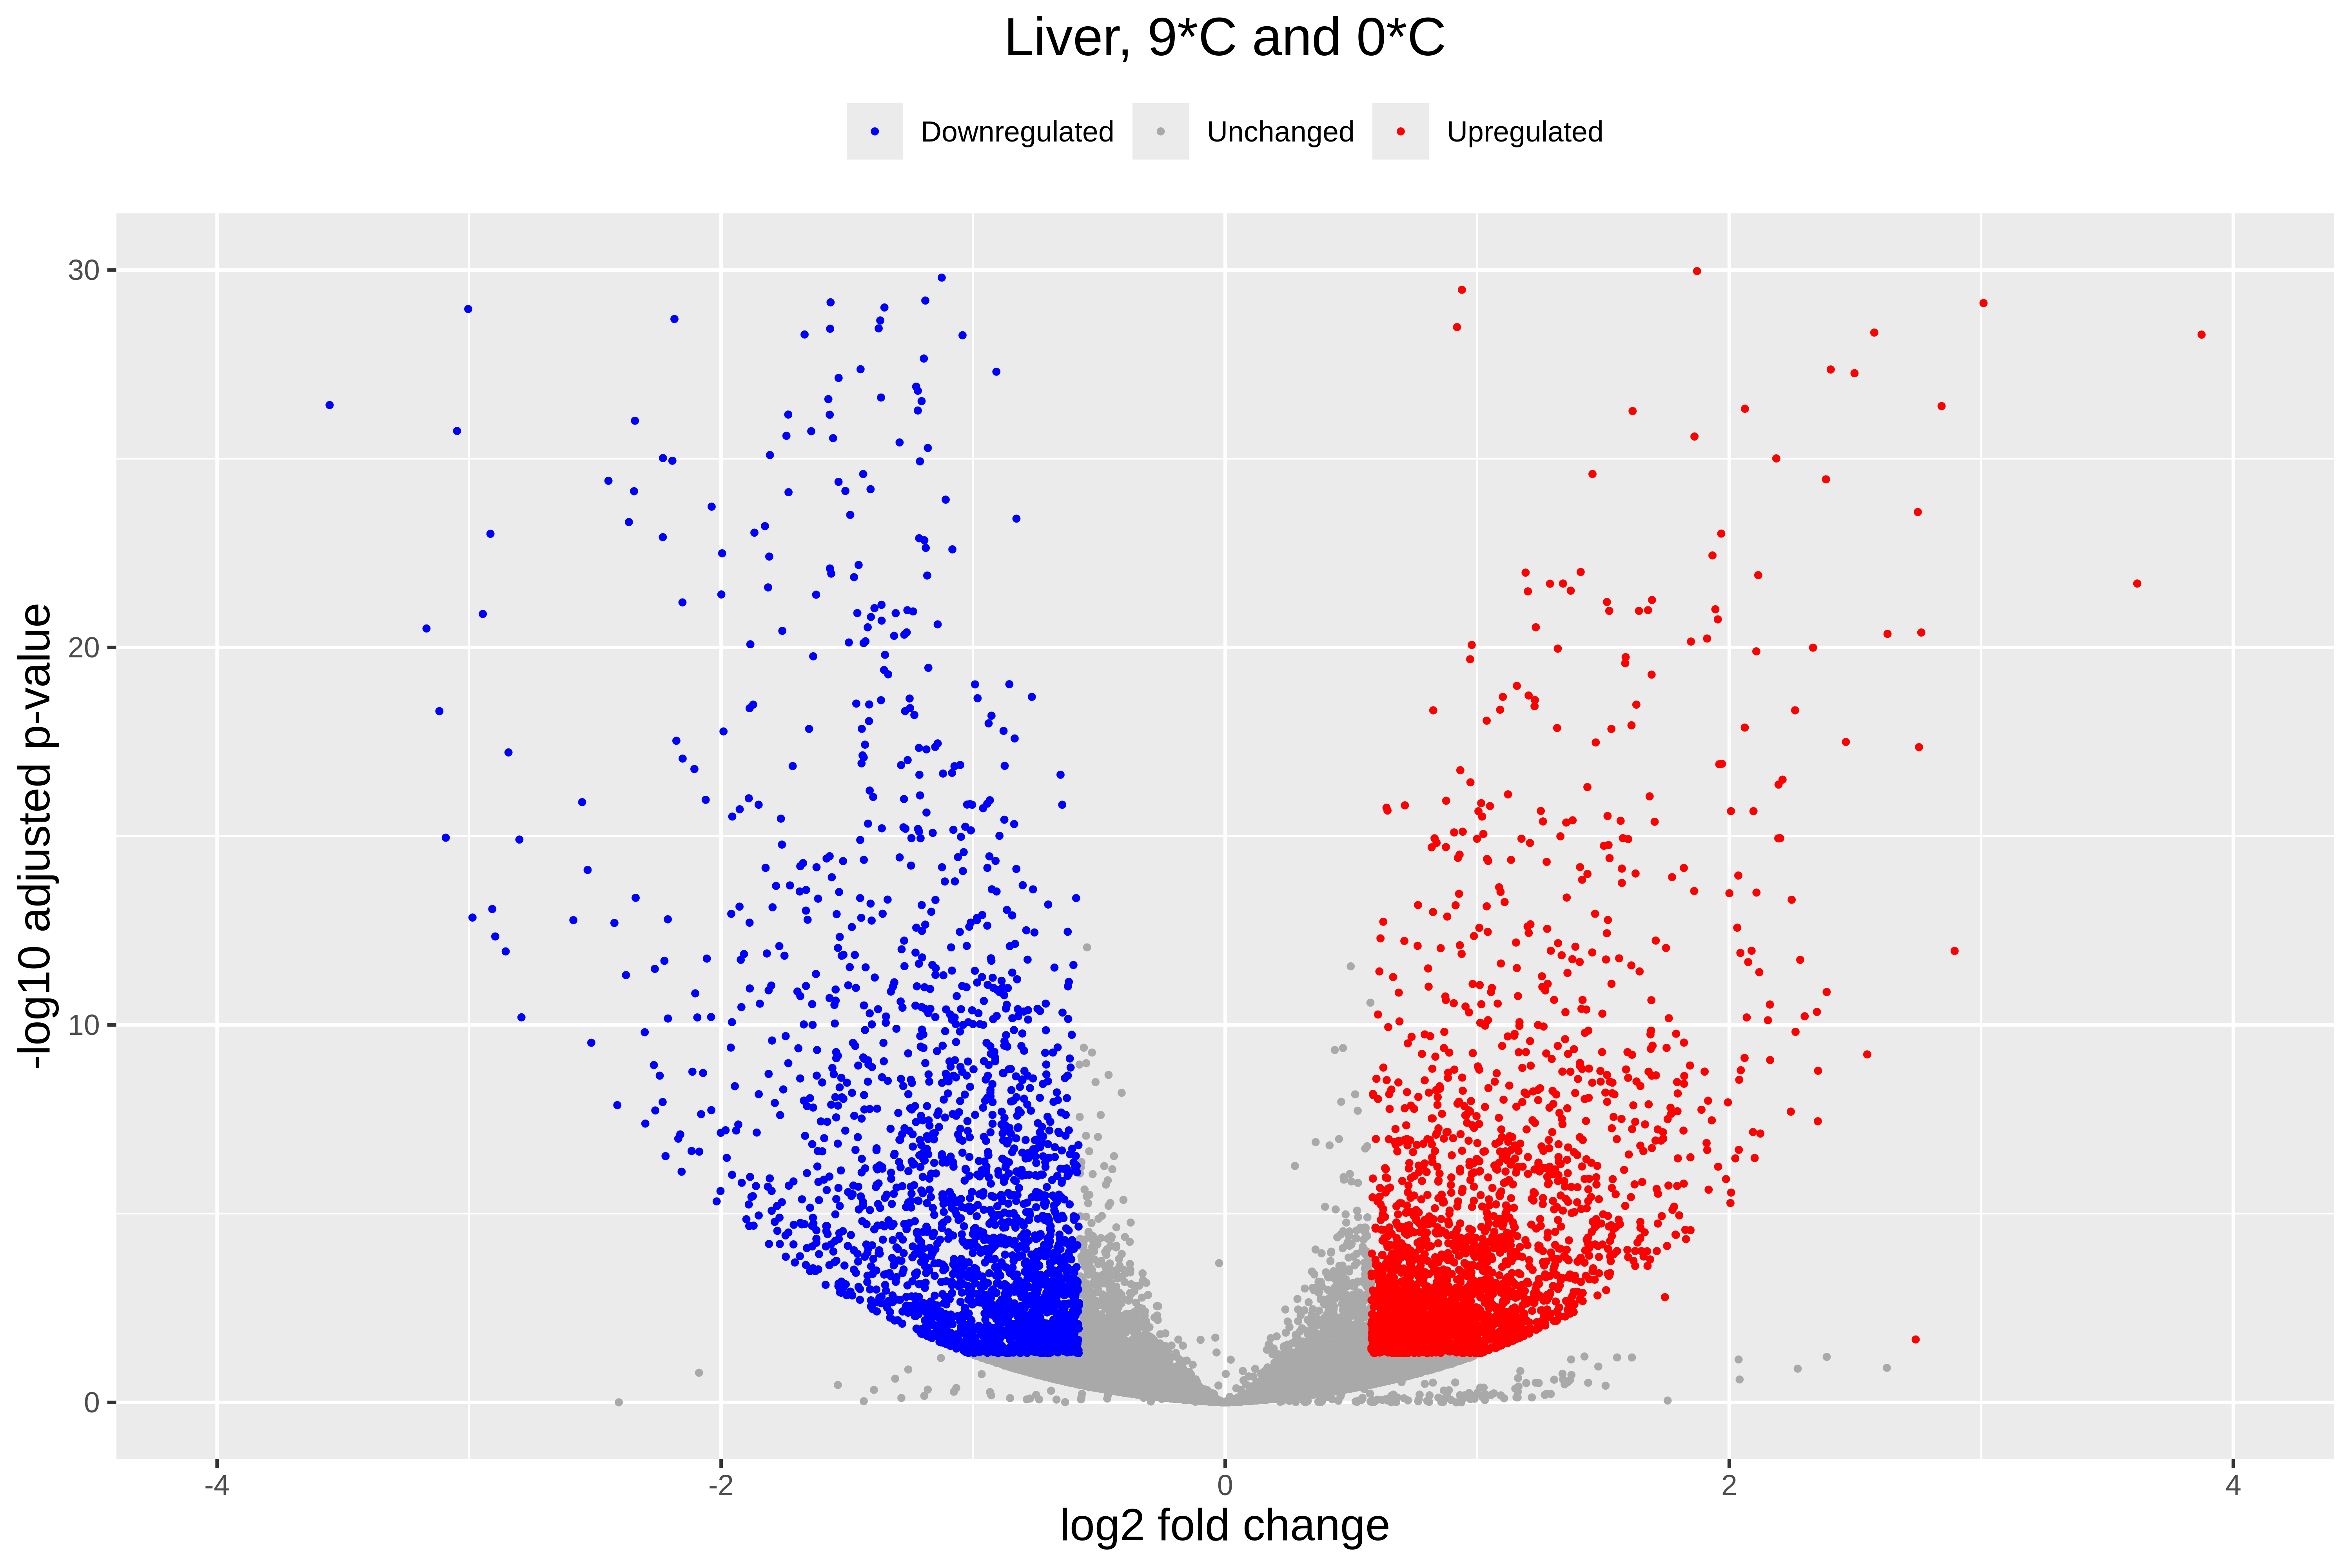 Liver, 9*C and 0*C
Downregulated Unchanged Upregulated
-log10 adjusted p-value
30
20
10
0
-4 -2 0 2 4
log2 fold change